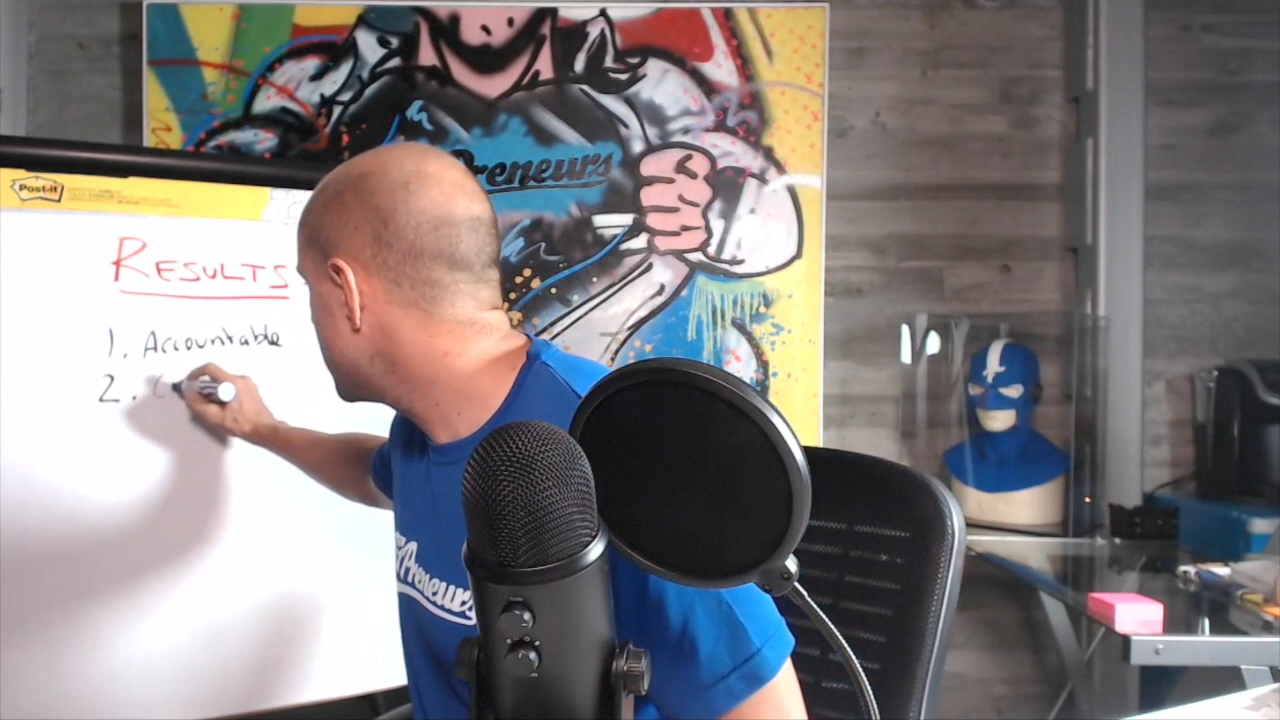 Preneurs
Post-it
RESULTS
1. Accountable
2. C
Preneurs